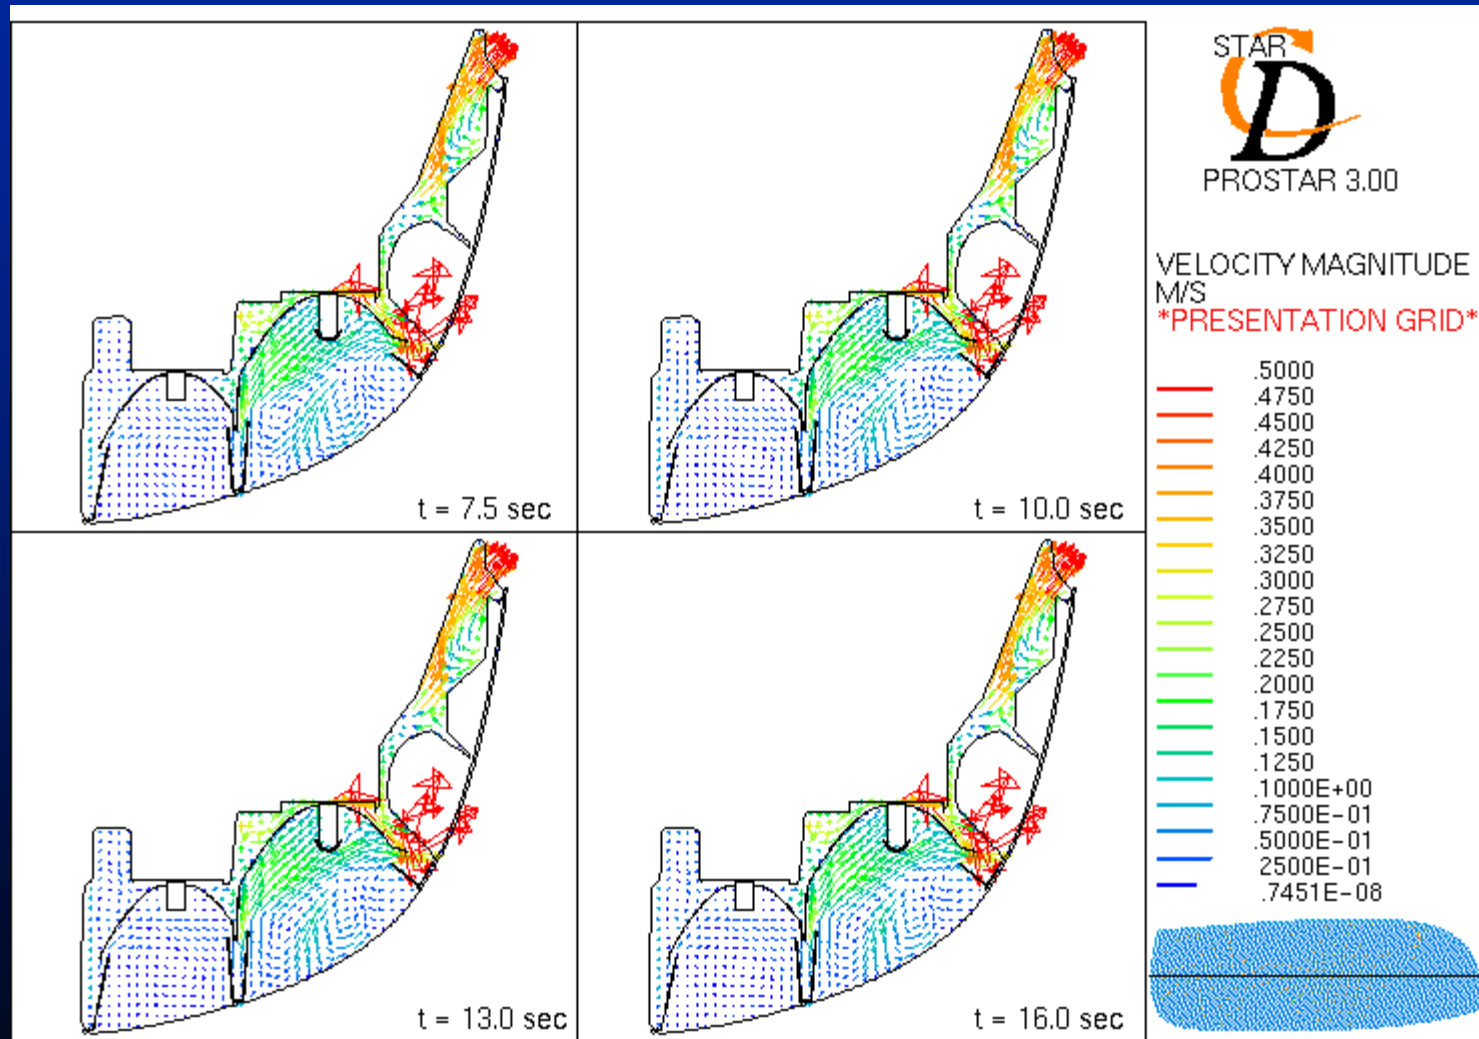 t = 7.5 sec
t = 10.0 sec
t = 13.0 sec
t = 16.0 sec
STAR
CD
PROSTAR 3.00
VELOCITY MAGNITUDE
M/S
*PRESENTATION GRID*
.5000
.4750
.4500
.4250
.4000
.3750
.3500
.3250
.3000
.2750
.2500
.2250
.2000
.1750
.1500
.1250
.1000E+00
.7500E-01
.5000E-01
2500E-01
.7451E-08